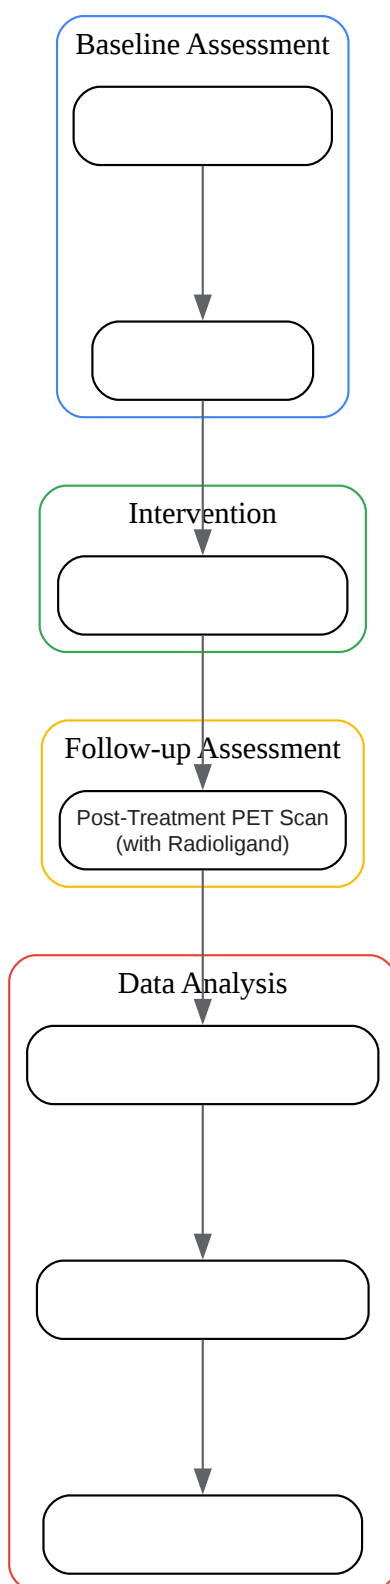 Baseline Assessment
Intervention
Follow-up Assessment
Post-Treatment PET Scan
(with Radioligand)
Data Analysis